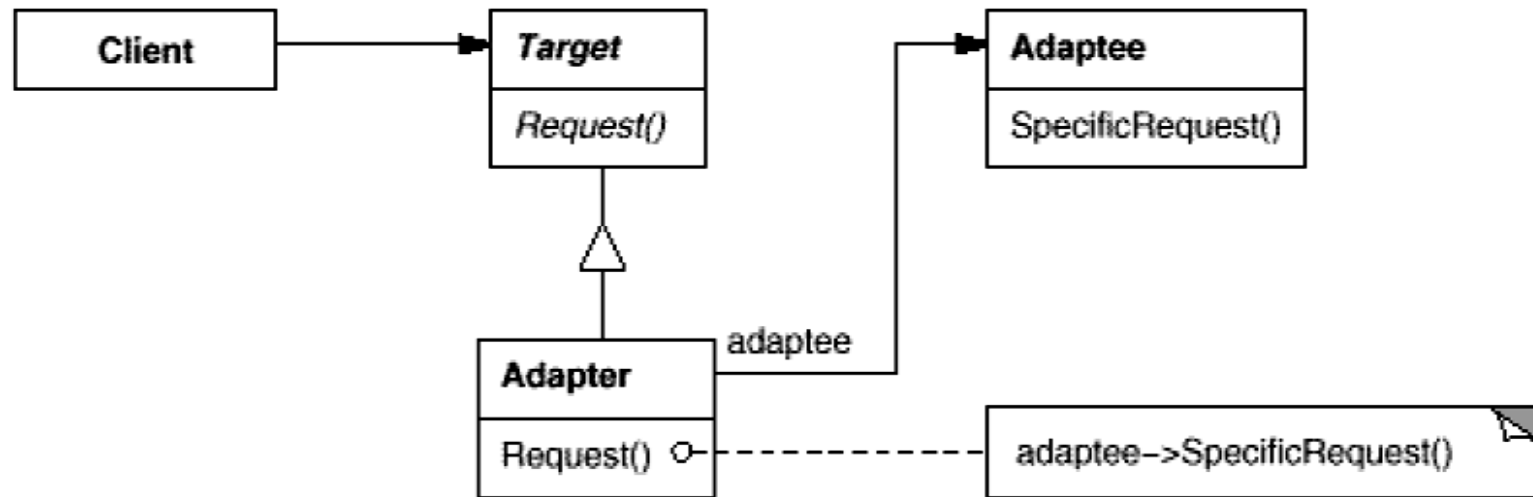 Client
Target
Request()
Adaptee
SpecificRequest()
adaptee
Adapter
Request()
adaptee->SpecificRequest()